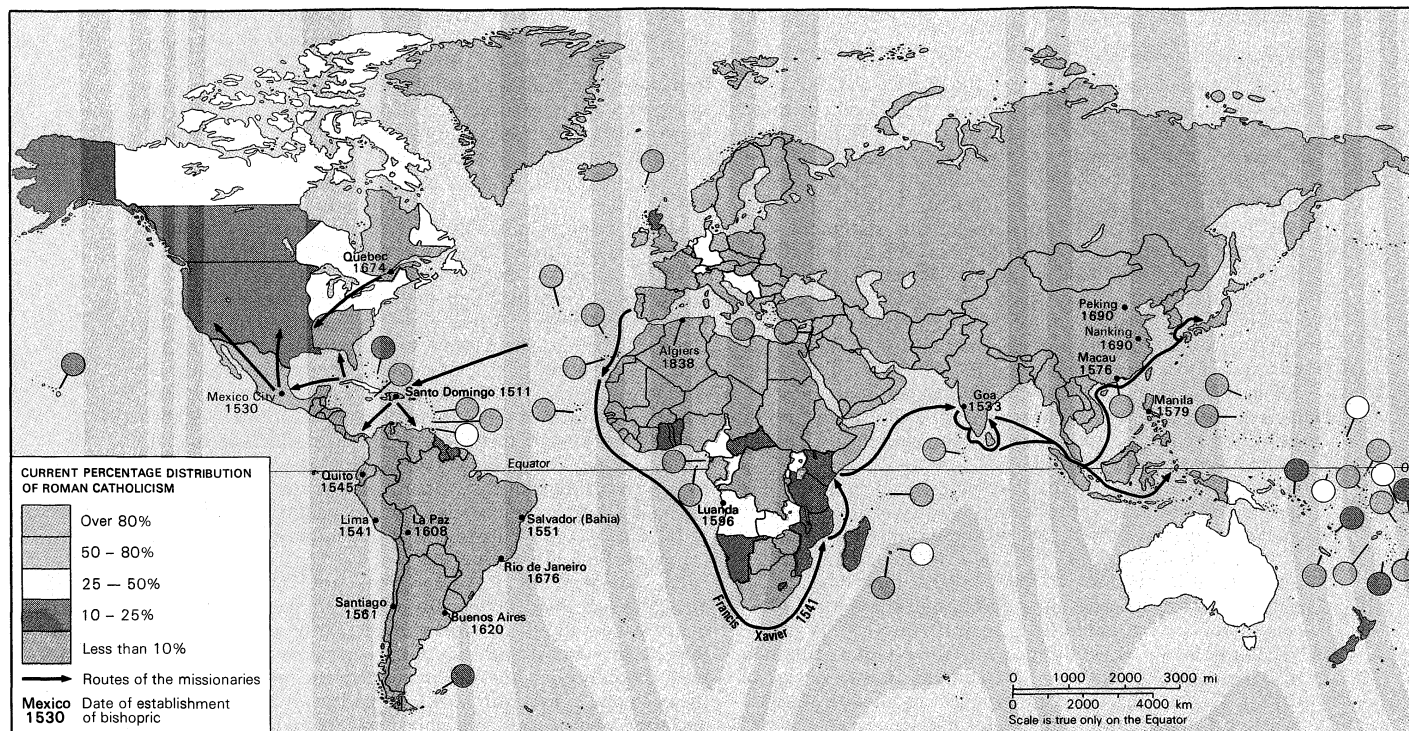 Quebec
1674
Peking
1690
Nanking
1690
Macau
1576
Algiers
1838
Mexico City
1530
Santo Domingo 1511
Goa
1533
Manila
1579
Equator
0
Quito
1545
Lima
1541
La Paz
1608
Salvador (Bahia)
1551
Luanda
1596
Rio de Janeiro
1676
Santiago
1561
Buenos Aires
1620
Francis Xavier 1541
CURRENT PERCENTAGE DISTRIBUTION
OF ROMAN CATHOLICISM
Over 80%
50 – 80%
25 — 50%
10 – 25%
Less than 10%
Routes of the missionaries
Mexico Date of establishment
1530 of bishopric
0 1000 2000 3000 mi
0 2000 4000 km
Scale is true only on the Equator